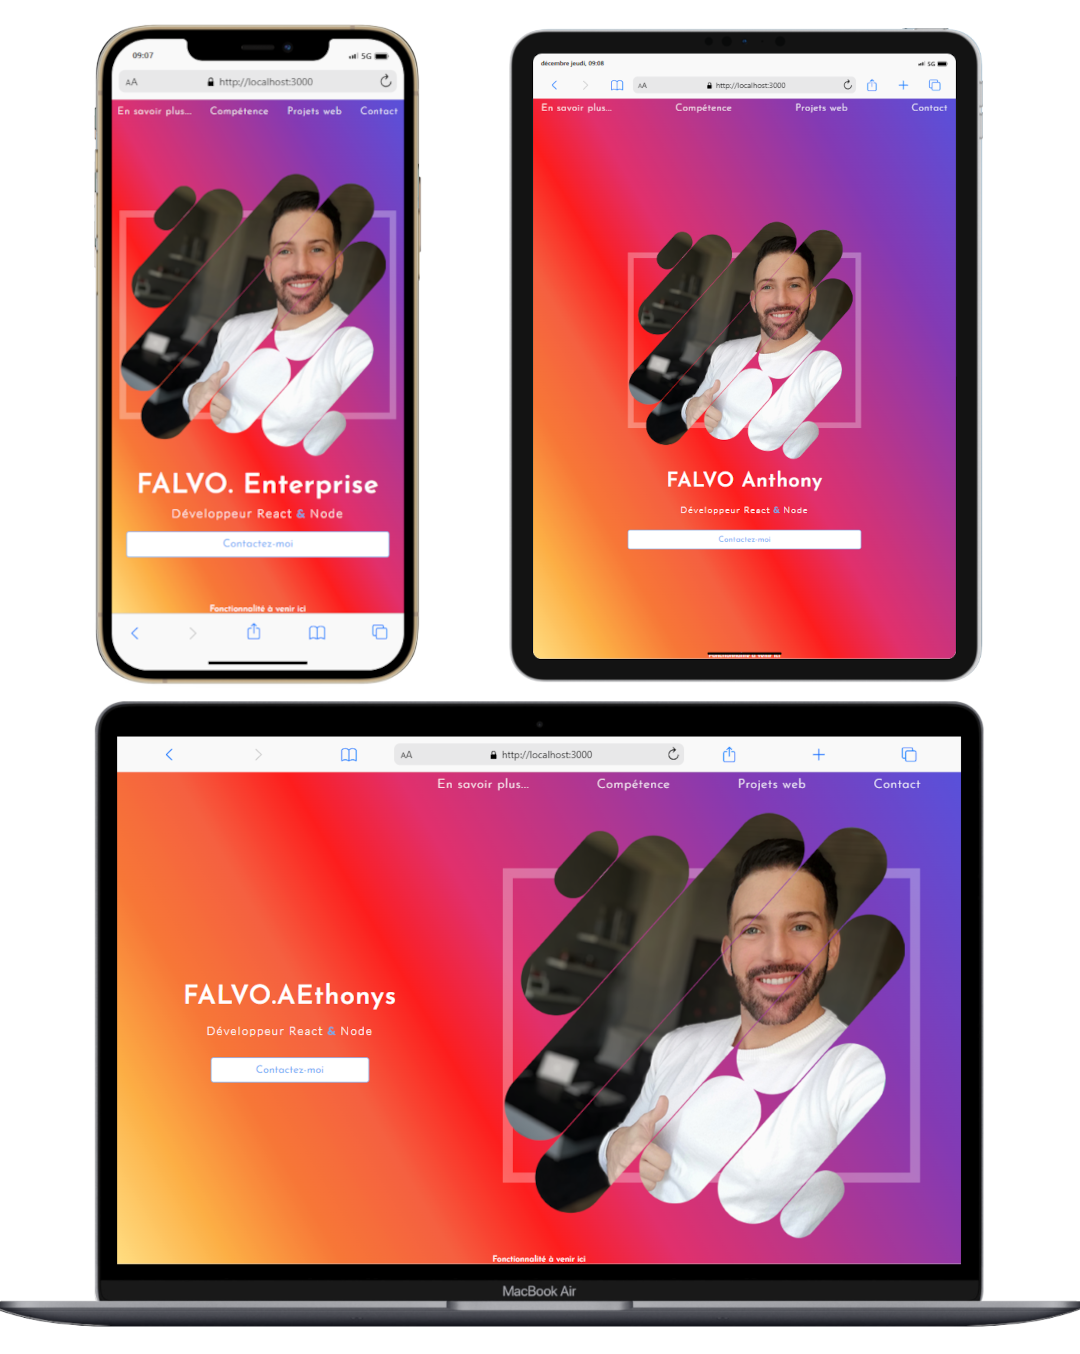 09:07
5G
AA
http://localhost:3000
En savoir plus... Compétence Projets web Contact
FALVO. Enterprise
Développeur React & Node
Contactez-moi
Fonctionnalité à venir ici
décembre jeudi, 09:08
5G
AA
http://localhost:3000
En savoir plus... Compétence Projets web Contact
FALVO Anthony
Développeur React & Node
Contactez-moi
AA
http://localhost:3000
En savoir plus... Compétence Projets web Contact
FALVO.AEthonys
Développeur React & Node
Contactez-moi
Fonctionnalité à venir ici
MacBook Air